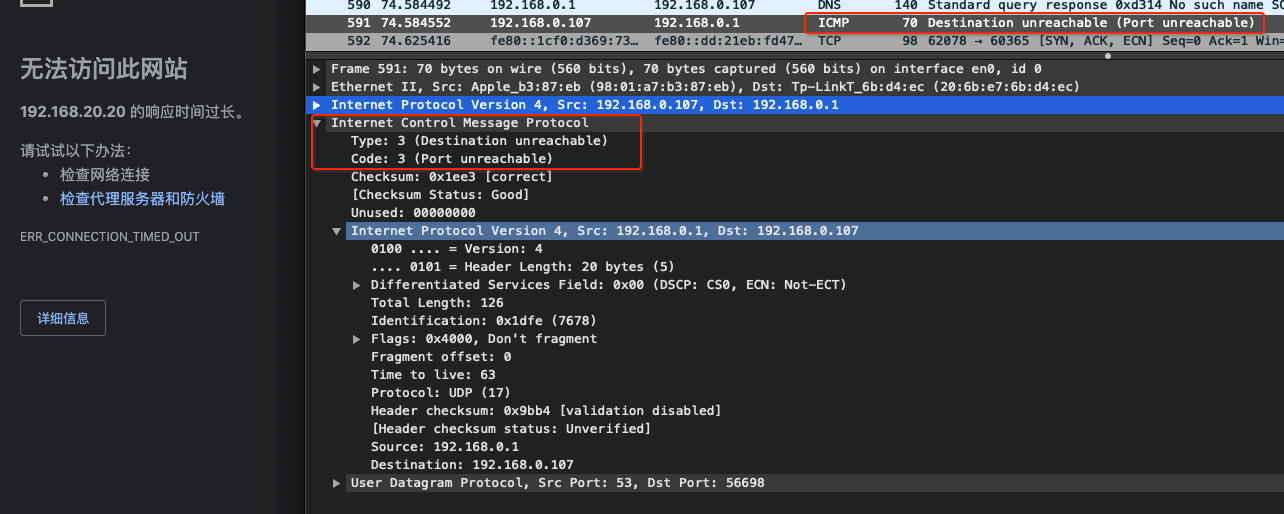 无法访问此网站
192.168.20.20 的响应时间过长。
请试试以下办法：
• 检查网络连接
• 检查代理服务器和防火墙
ERR_CONNECTION_TIMED_OUT
详细信息
590 74.584492 192.168.0.1 192.168.0.107 DNS 140 Standard query response 0xd314 No such name SO
591 74.584552 192.168.0.107 192.168.0.1 ICMP 70 Destination unreachable (Port unreachable)
592 74.625416 fe80::1cf0:d369:73… fe80::dd:21eb:fd47… TCP 98 62078 → 60365 [SYN, ACK, ECN] Seq=0 Ack=1 Win=
Frame 591: 70 bytes on wire (560 bits), 70 bytes captured (560 bits) on interface en0, id 0
Ethernet II, Src: Apple_b3:87:eb (98:01:a7:b3:87:eb), Dst: Tp-LinkT_6b:d4:ec (20:6b:e7:6b:d4:ec)
Internet Protocol Version 4, Src: 192.168.0.107, Dst: 192.168.0.1
Internet Control Message Protocol
Type: 3 (Destination unreachable)
Code: 3 (Port unreachable)
Checksum: 0x1ee3 [correct]
[Checksum Status: Good]
Unused: 00000000
Internet Protocol Version 4, Src: 192.168.0.1, Dst: 192.168.0.107
0100 .... = Version: 4
.... 0101 = Header Length: 20 bytes (5)
Differentiated Services Field: 0x00 (DSCP: CS0, ECN: Not-ECT)
Total Length: 126
Identification: 0x1dfe (7678)
Flags: 0x4000, Don't fragment
Fragment offset: 0
Time to live: 63
Protocol: UDP (17)
Header checksum: 0x9bb4 [validation disabled]
[Header checksum status: Unverified]
Source: 192.168.0.1
Destination: 192.168.0.107
User Datagram Protocol, Src Port: 53, Dst Port: 56698